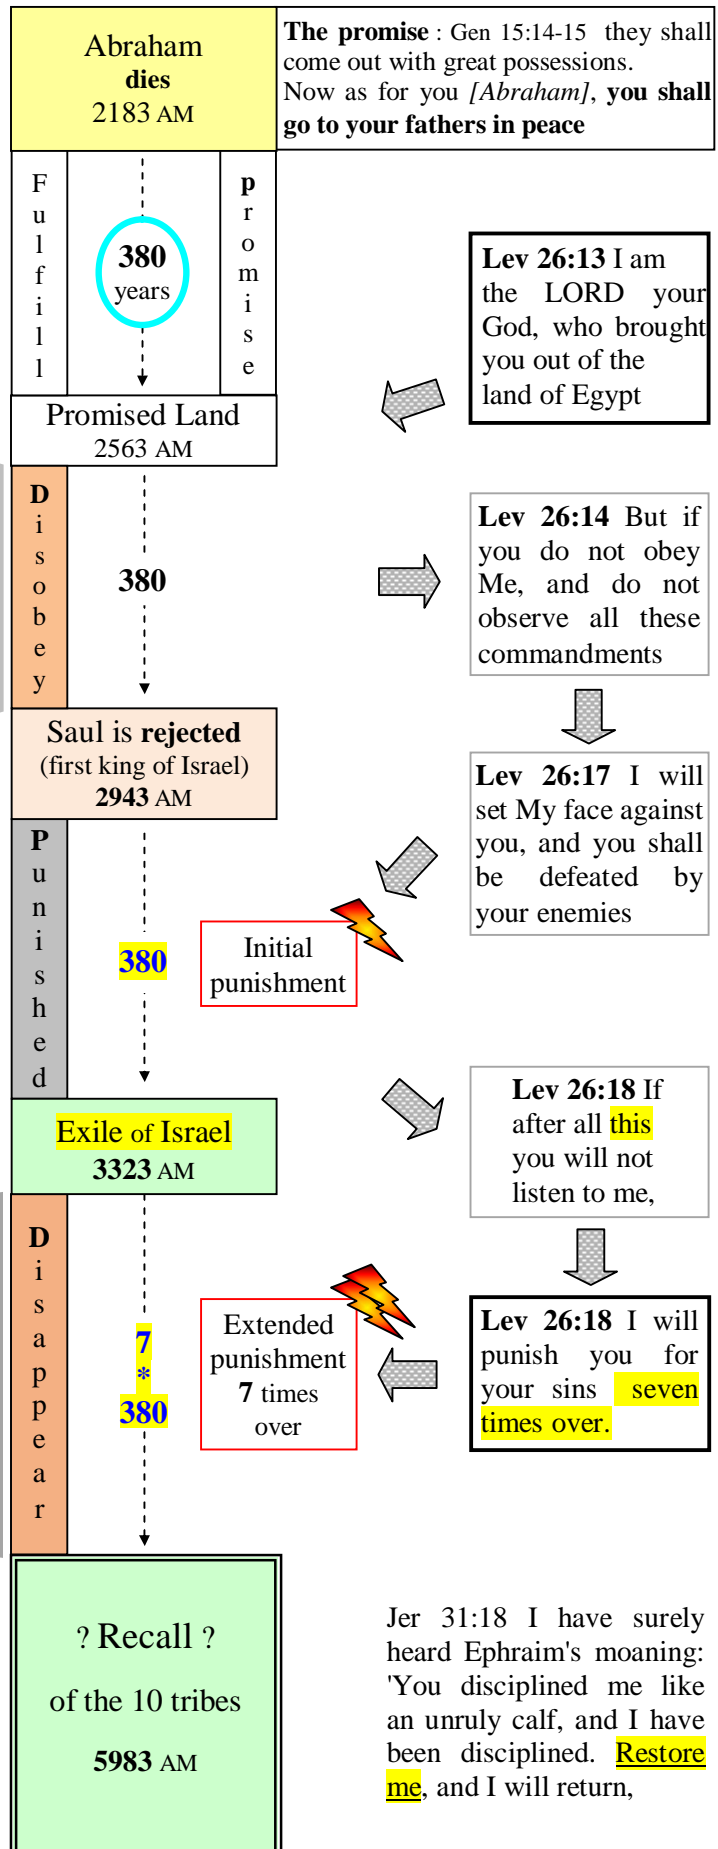 Abraham
dies
2183 AM
The promise : Gen 15:14-15 they shall
come out with great possessions.
Now as for you [Abraham], you shall
go to your fathers in peace
Fulfill
380
years
promise
Lev 26:13 I am
the LORD your
God, who brought
you out of the
land of Egypt
Promised Land
2563 AM
Disobey
380
Lev 26:14 But if
you do not obey
Me, and do not
observe all these
commandments
Saul is rejected
(first king of Israel)
2943 AM
Lev 26:17 I will
set My face against
you, and you shall
be defeated by
your enemies
Punished
380
Initial
punishment
Lev 26:18 If
after all this
you will not
listen to me,
Exile of Israel
3323 AM
Disappear
7
*
380
Extended
punishment
7 times
over
Lev 26:18 I will
punish you for
your sins seven
times over.
? Recall ?
of the 10 tribes
5983 AM
Jer 31:18 I have surely
heard Ephraim's moaning:
'You disciplined me like
an unruly calf, and I have
been disciplined. Restore
me, and I will return,